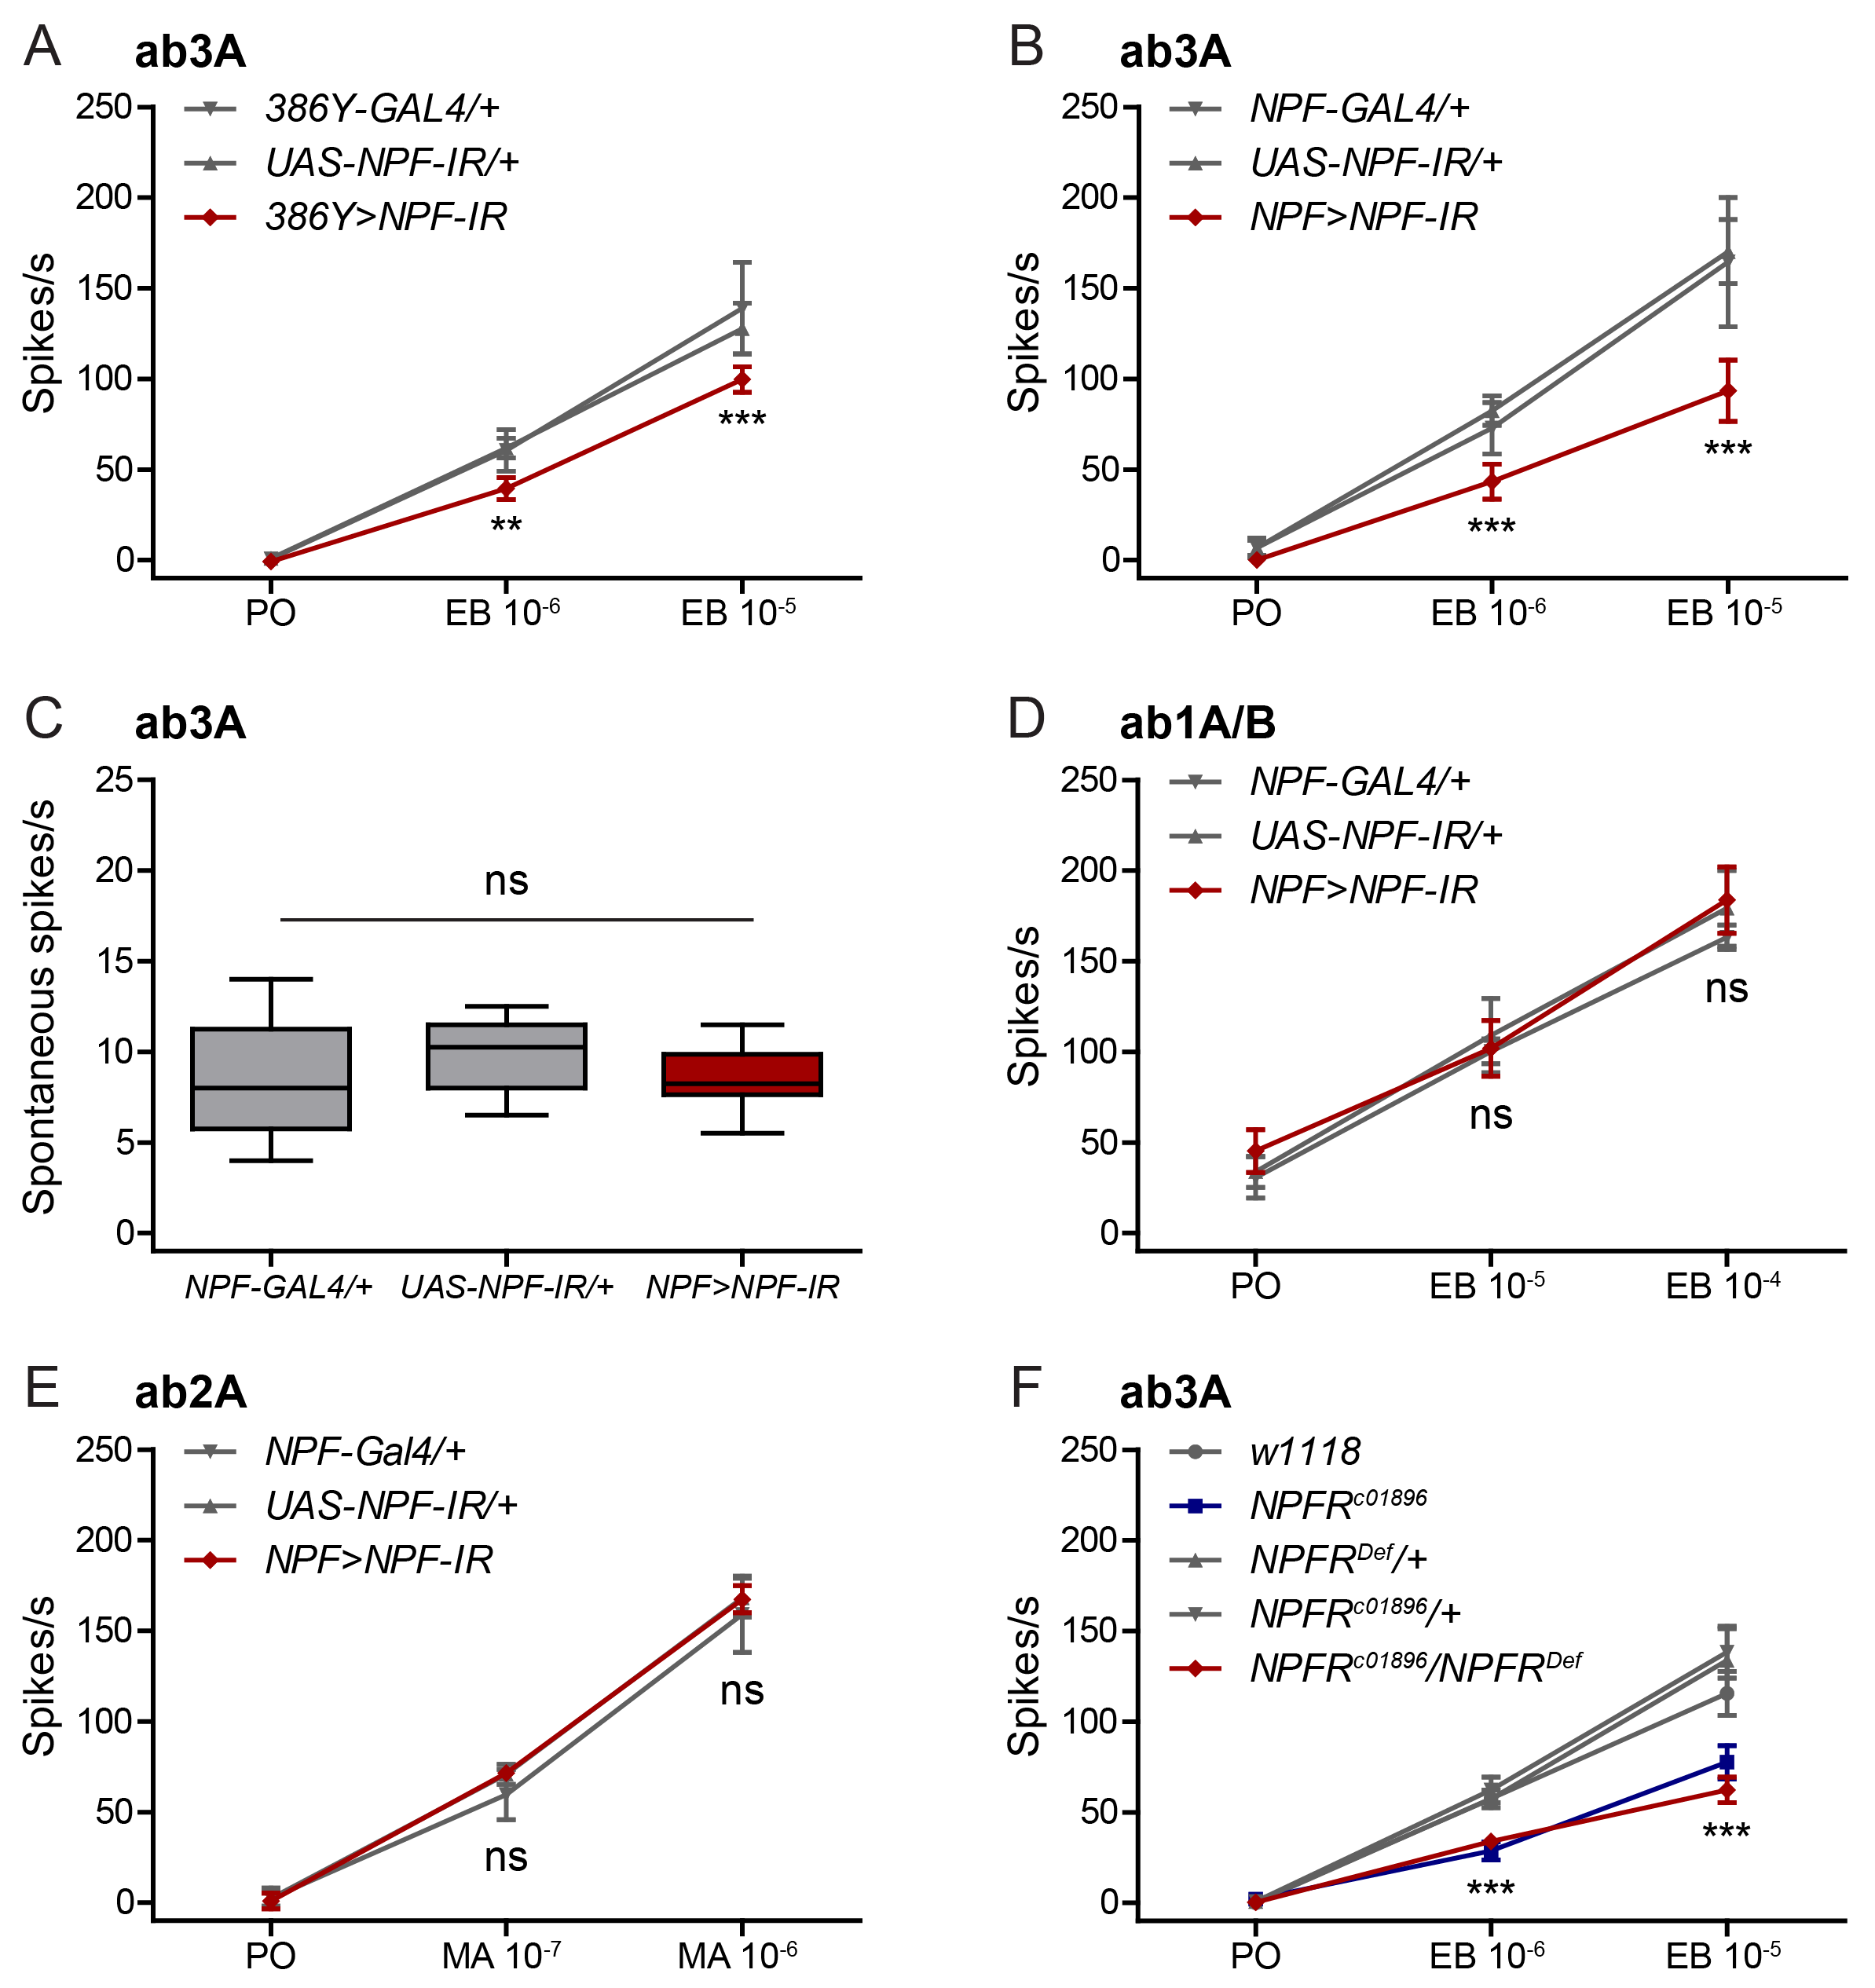 A ab3A
250
200
150
100
50
0
Spikes/s
386Y-GAL4/+
UAS-NPF-IR/+
386Y>NPF-IR
**
***
PO EB 10⁻⁶ EB 10⁻⁵
B ab3A
250
200
150
100
50
0
Spikes/s
NPF-GAL4/+
UAS-NPF-IR/+
NPF>NPF-IR
***
***
PO EB 10⁻⁶ EB 10⁻⁵
C ab3A
25
20
15
10
5
0
Spontaneous spikes/s
ns
NPF-GAL4/+ UAS-NPF-IR/+ NPF>NPF-IR
D ab1A/B
250
200
150
100
50
0
Spikes/s
NPF-GAL4/+
UAS-NPF-IR/+
NPF>NPF-IR
ns
ns
PO EB 10⁻⁵ EB 10⁻⁴
E ab2A
250
200
150
100
50
0
Spikes/s
NPF-Gal4/+
UAS-NPF-IR/+
NPF>NPF-IR
ns
ns
PO MA 10⁻⁷ MA 10⁻⁶
F ab3A
250
200
150
100
50
0
Spikes/s
w1118
NPFRc01896
NPFRDef/+
NPFRc01896/+
NPFRc01896/NPFRDef
***
***
PO EB 10⁻⁶ EB 10⁻⁵